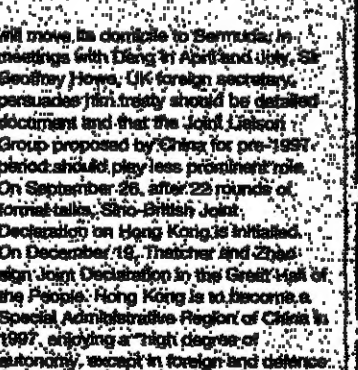 will move its domicile to Bermuda. In
meetings with Deng in April and July, Sir
Geoffrey Howe, UK foreign secretary,
persuades him treaty should be detailed
document and that the Joint Liaison
Group proposed by China for pre-1997
period should play less prominent role.
On September 26, after 22 rounds of
formal talks, Sino-British Joint
Declaration on Hong Kong is initialled.
On December 19, Thatcher and Zhao
sign Joint Declaration in the Great Hall of
the People. Hong Kong is to become a
Special Administrative Region of China in
1997, enjoying a "high degree of
autonomy, except in foreign and defence